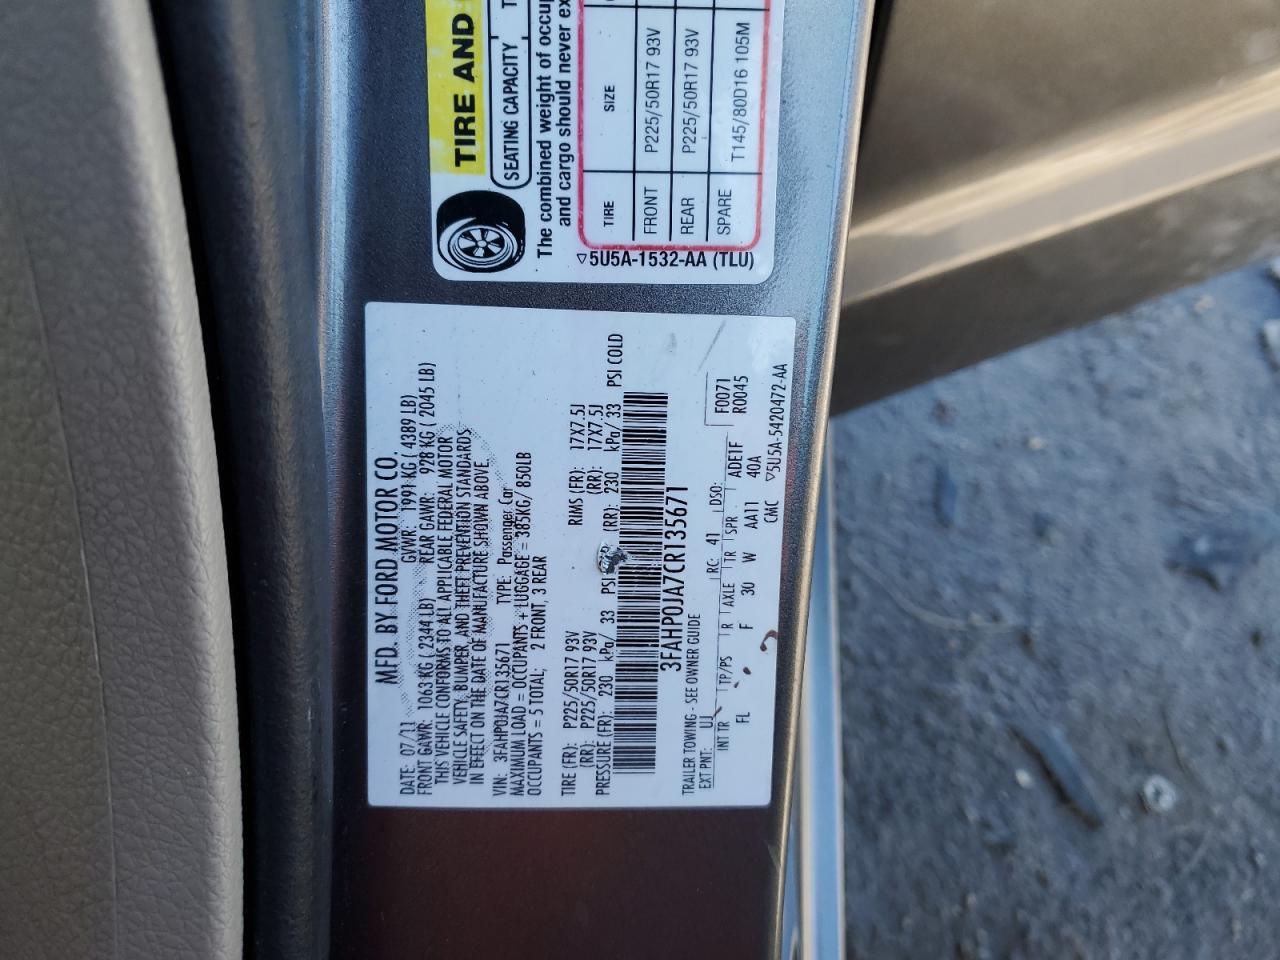 MFD. BY FORD MOTOR CO.
DATE: 07/11 GVWR: 1991 KG ( 4389 LB)
FRONT GAWR: 1063 KG ( 2344 LB) REAR GAWR: 928 KG ( 2045 LB)
THIS VEHICLE CONFORMS TO ALL APPLICABLE FEDERAL MOTOR
VEHICLE SAFETY, BUMPER, AND THEFT PREVENTION STANDARDS
IN EFFECT ON THE DATE OF MANUFACTURE SHOWN ABOVE.
VIN: 3FAHP0JA7CR135671 TYPE: Passenger Car
MAXIMUM LOAD = OCCUPANTS + LUGGAGE = 385KG/ 850LB
OCCUPANTS = 5 TOTAL; 2 FRONT, 3 REAR
TIRE (FR): P225/50R17 93V RIMS (FR): 17X7.5J
(RR): P225/50R17 93V (RR): 17X7.5J
PRESSURE (FR): 230 kPa/ 33 PSI (RR): 230 kPa/ 33 PSI COLD
3FAHP0JA7CR135671
TRAILER TOWING - SEE OWNER GUIDE
EXT PNT: UJ RC: 41 DSO: F0071
R0045
INT TR TP/PS R AXLE TR SPR ADE1F
FL F 30 W AA11 40A
CMC ▽5U5A-5420472-AA
TIRE AND
SEATING CAPACITY T
The combined weight of occup
and cargo should never ex
TIRE SIZE
FRONT P225/50R17 93V
REAR P225/50R17 93V
SPARE T145/80D16 105M
▽5U5A-1532-AA (TLU)